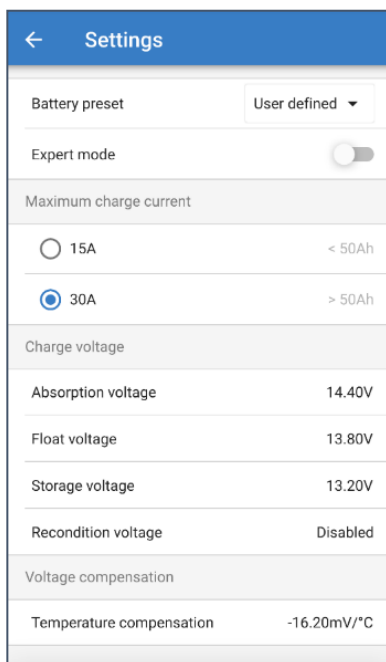 Settings
Battery preset User defined
Expert mode
Maximum charge current
15A < 50Ah
30A > 50Ah
Charge voltage
Absorption voltage 14.40V
Float voltage 13.80V
Storage voltage 13.20V
Recondition voltage Disabled
Voltage compensation
Temperature compensation -16.20mV/°C